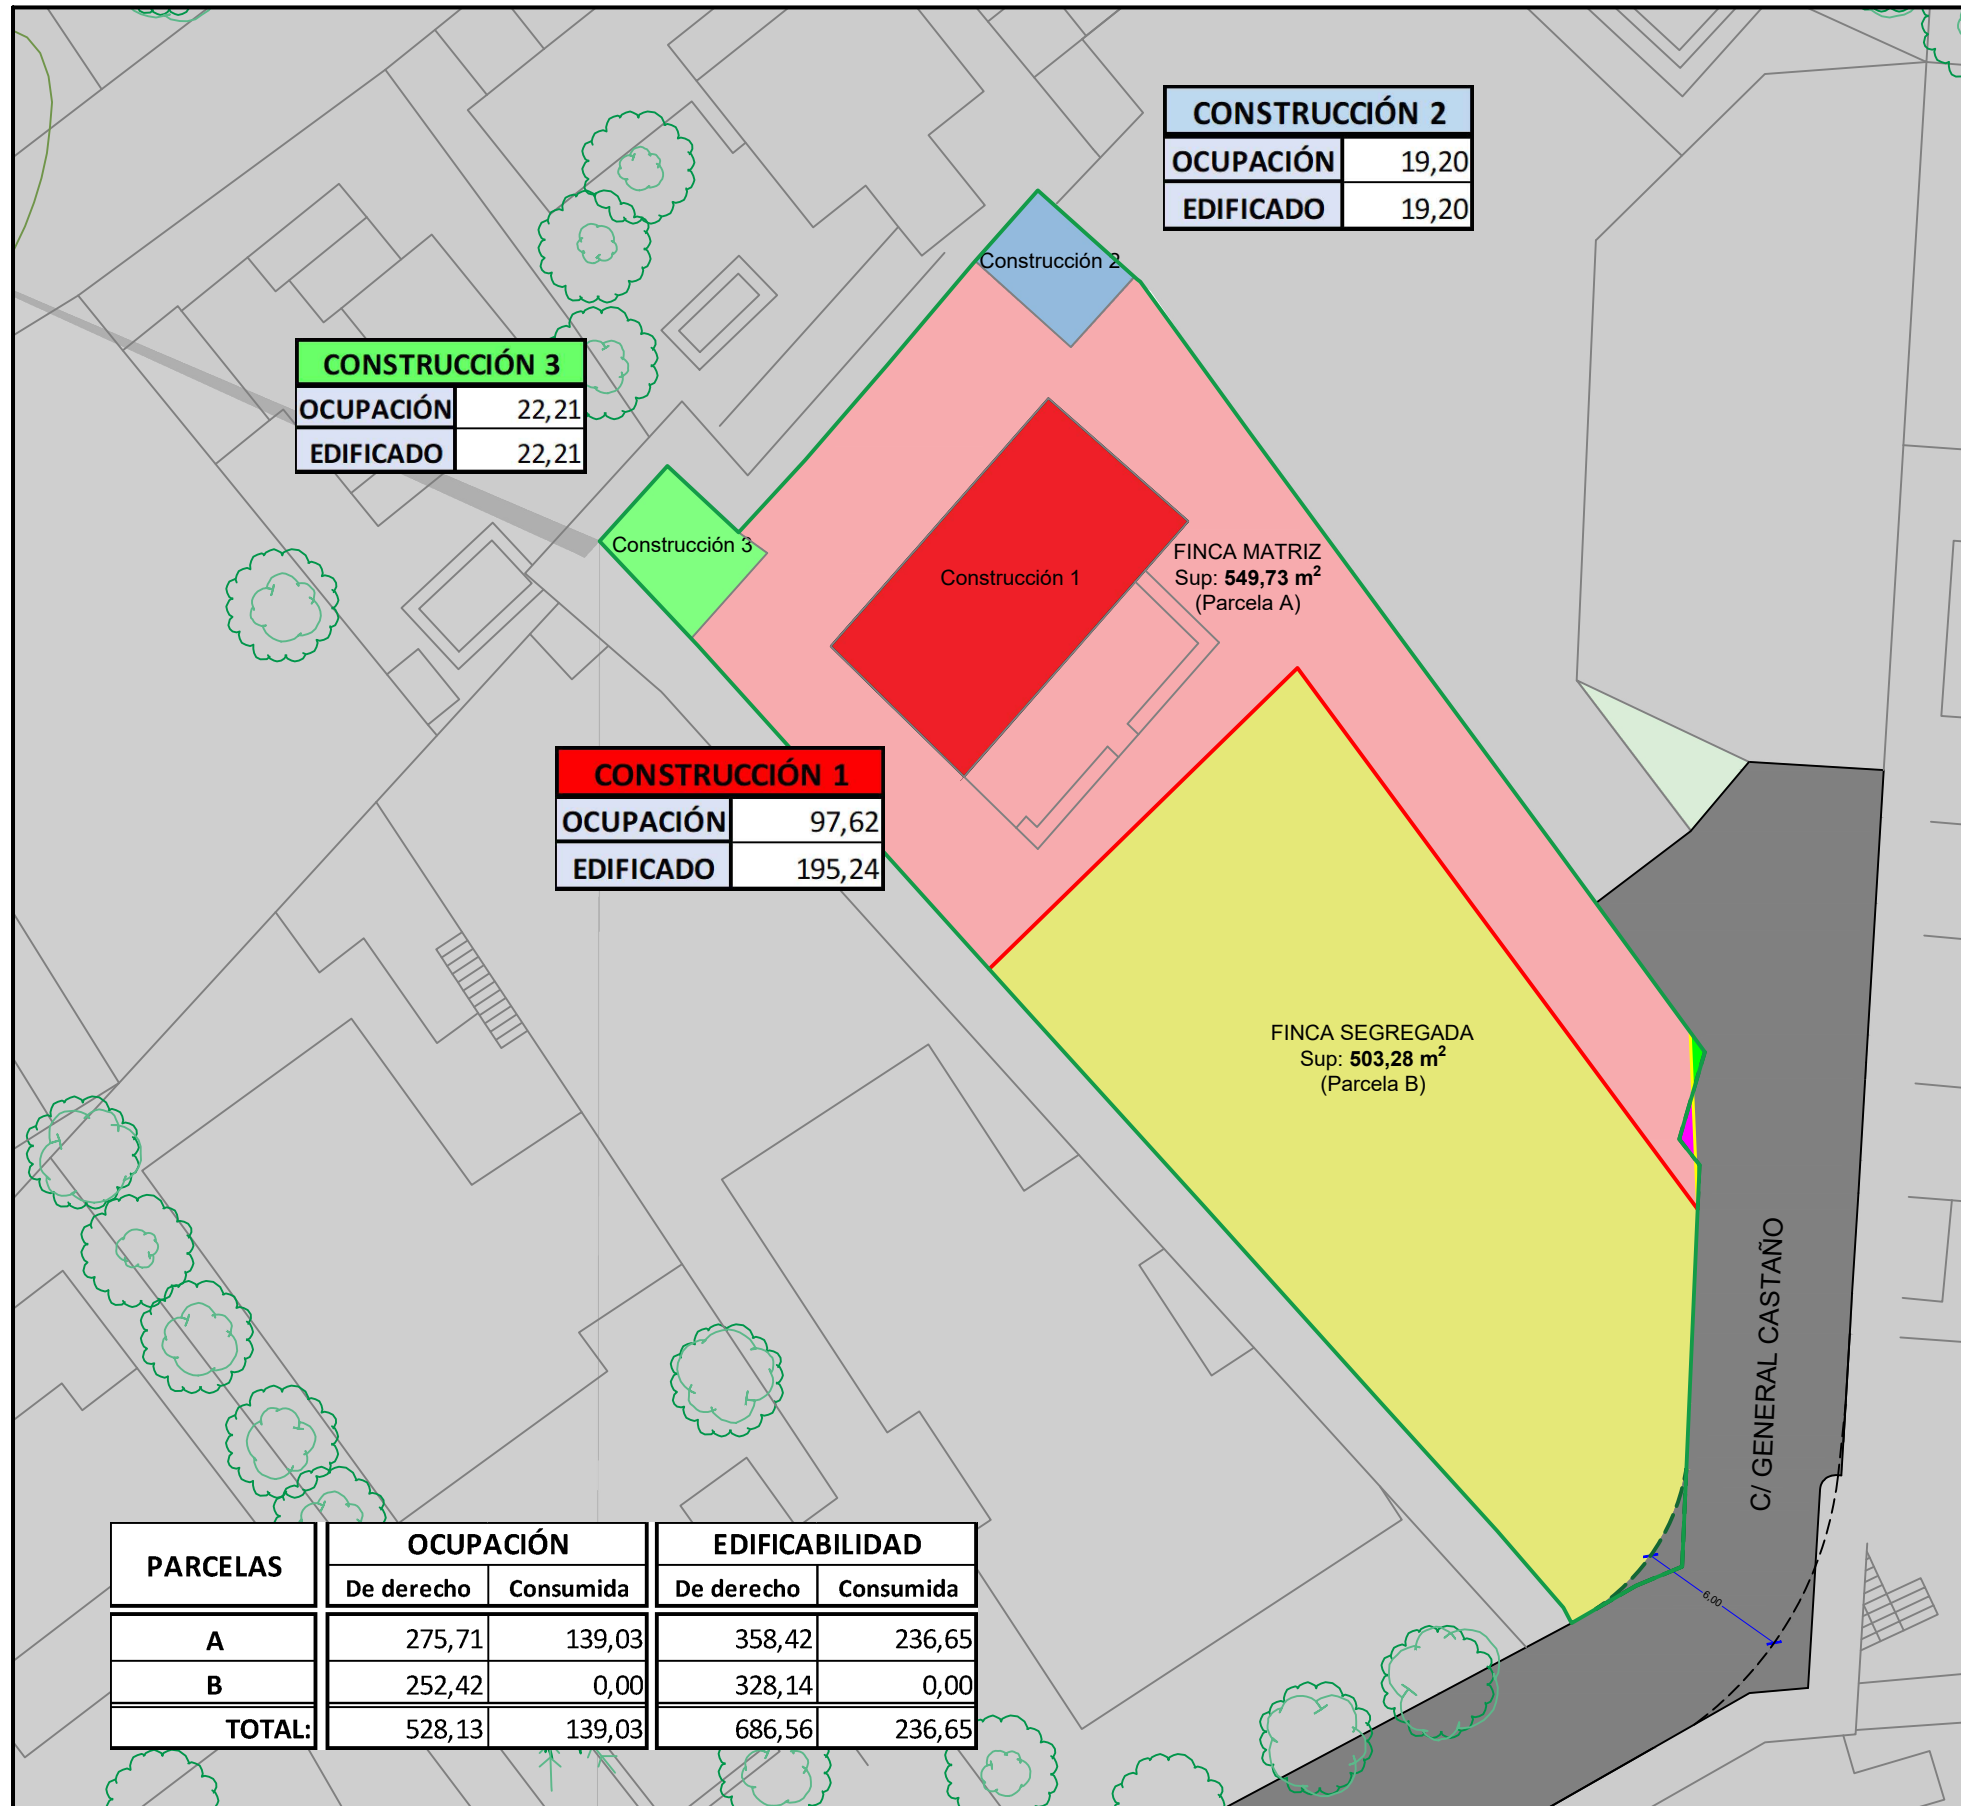 CONSTRUCCIÓN 2
OCUPACIÓN 19,20
EDIFICADO 19,20
Construcción 2
CONSTRUCCIÓN 3
OCUPACIÓN 22,21
EDIFICADO 22,21
Construcción 3
Construcción 1
FINCA MATRIZ
Sup: 549,73 m²
(Parcela A)
CONSTRUCCIÓN 1
OCUPACIÓN 97,62
EDIFICADO 195,24
FINCA SEGREGADA
Sup: 503,28 m²
(Parcela B)
C/ GENERAL CASTAÑO
6,00
PARCELAS OCUPACIÓN EDIFICABILIDAD
De derecho Consumida De derecho Consumida
A 275,71 139,03 358,42 236,65
B 252,42 0,00 328,14 0,00
TOTAL: 528,13 139,03 686,56 236,65